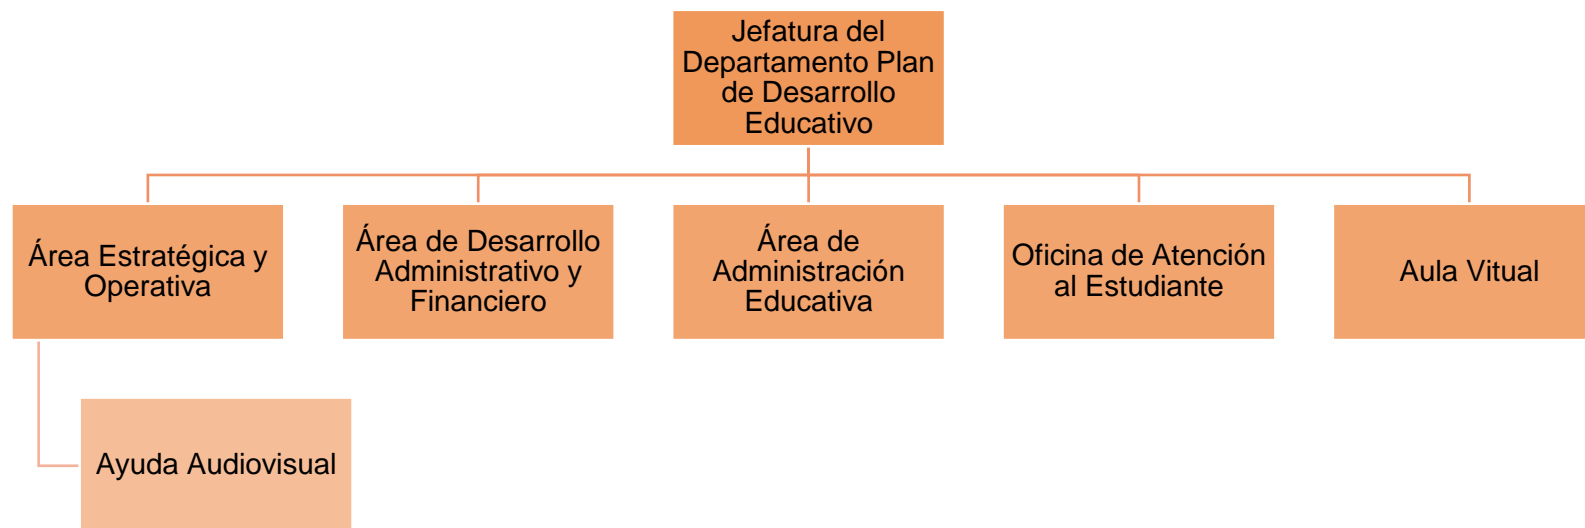 Jefatura del
Departamento Plan
de Desarrollo
Educativo
Área Estratégica y
Operativa
Área de Desarrollo
Administrativo y
Financiero
Área de
Administración
Educativa
Oficina de Atención
al Estudiante
Aula Vitual
Ayuda Audiovisual